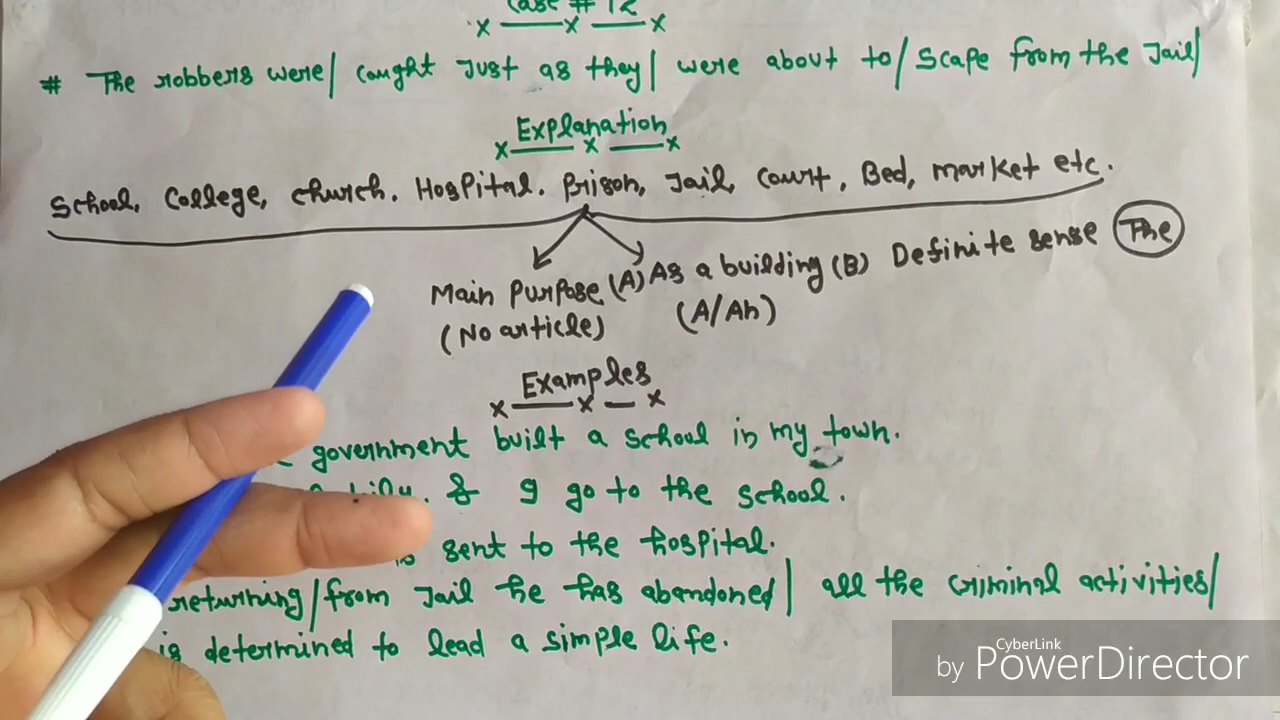 Case # 12
# The robbers were/ caught Just as they/ were about to/ Scape from the Jail/
Explanation
School, College, church. Hospital. Prison, Jail, Court, Bed, market etc.
Main Purpose (A) As a building (B) Definite sense The
(No article) (A/An)
Examples
government built a school in my town.
& I go to the school.
sent to the hospital.
returning/from Jail he has abandoned/ all the criminal activities/
is determined to lead a simple life.
CyberLink
by PowerDirector